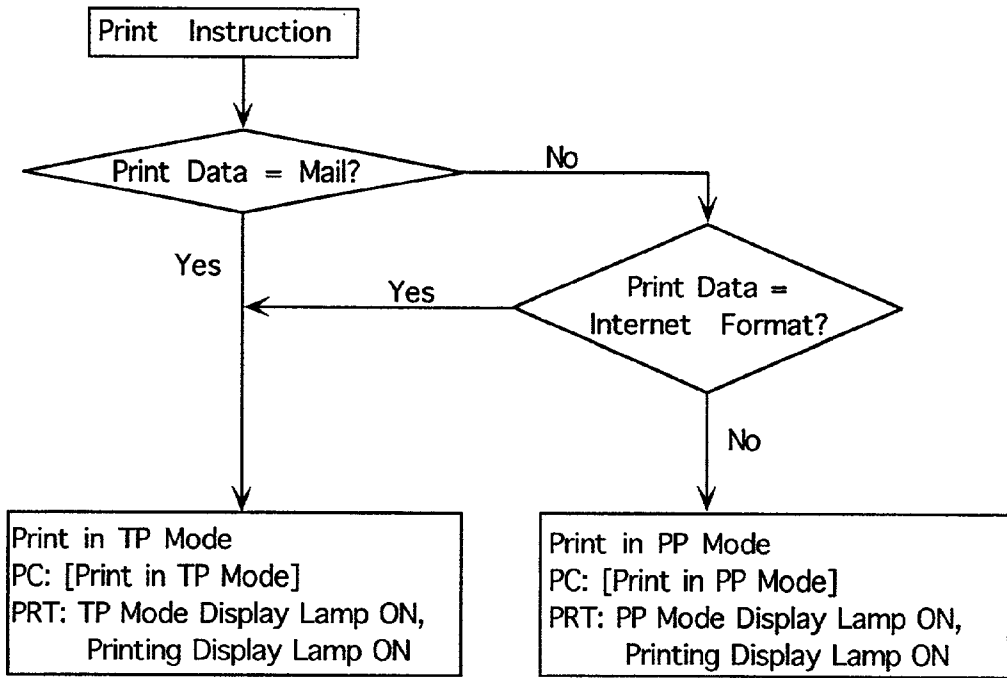 Print Instruction
Print Data = Mail?
No
Yes
Yes
Print Data =
Internet Format?
No
Print in TP Mode
PC: [Print in TP Mode]
PRT: TP Mode Display Lamp ON,
Printing Display Lamp ON
Print in PP Mode
PC: [Print in PP Mode]
PRT: PP Mode Display Lamp ON,
Printing Display Lamp ON